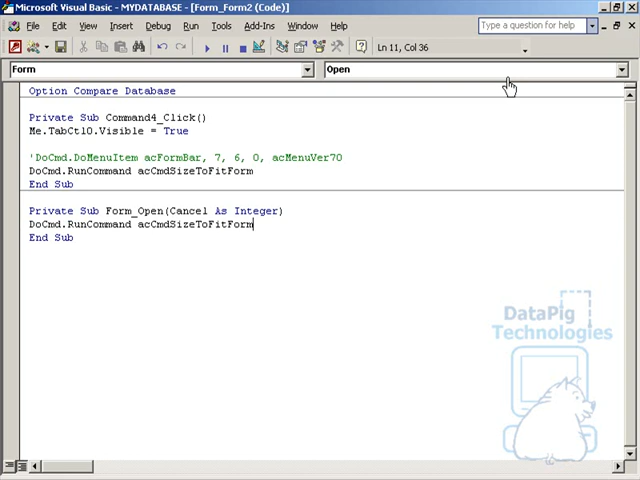 Microsoft Visual Basic - MYDATABASE - [Form_Form2 (Code)]
File Edit View Insert Debug Run Tools Add-Ins Window Help
Type a question for help
Ln 11, Col 36
Form Open
Option Compare Database
Private Sub Command4_Click()
Me.TabCtl0.Visible = True
'DoCmd.DoMenuItem acFormBar, 7, 6, 0, acMenuVer70
DoCmd.RunCommand acCmdSizeToFitForm
End Sub
Private Sub Form_Open(Cancel As Integer)
DoCmd.RunCommand acCmdSizeToFitForm
End Sub
DataPig
Technologies